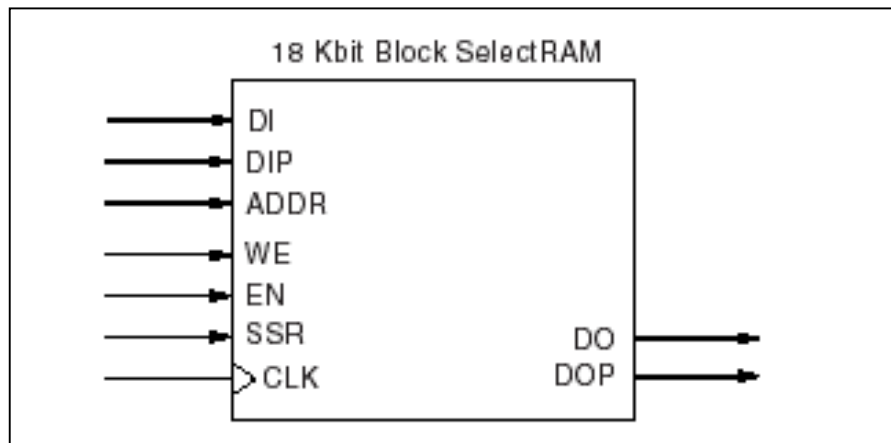 18 Kbit Block SelectRAM
DI
DIP
ADDR
WE
EN
SSR
CLK
DO
DOP